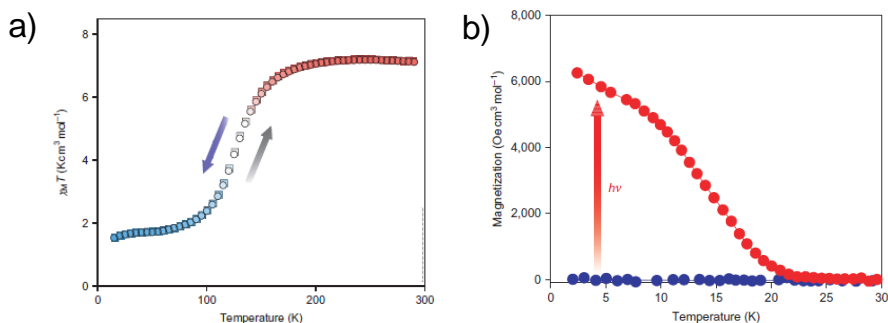 a)
8
6
4
2
0
χMT (K cm³ mol⁻¹)
0 100 200 300
Temperature (K)
b)
8,000
6,000
4,000
2,000
0
Magnetization (Oe cm³ mol⁻¹)
hν
0 5 10 15 20 25 30
Temperature (K)